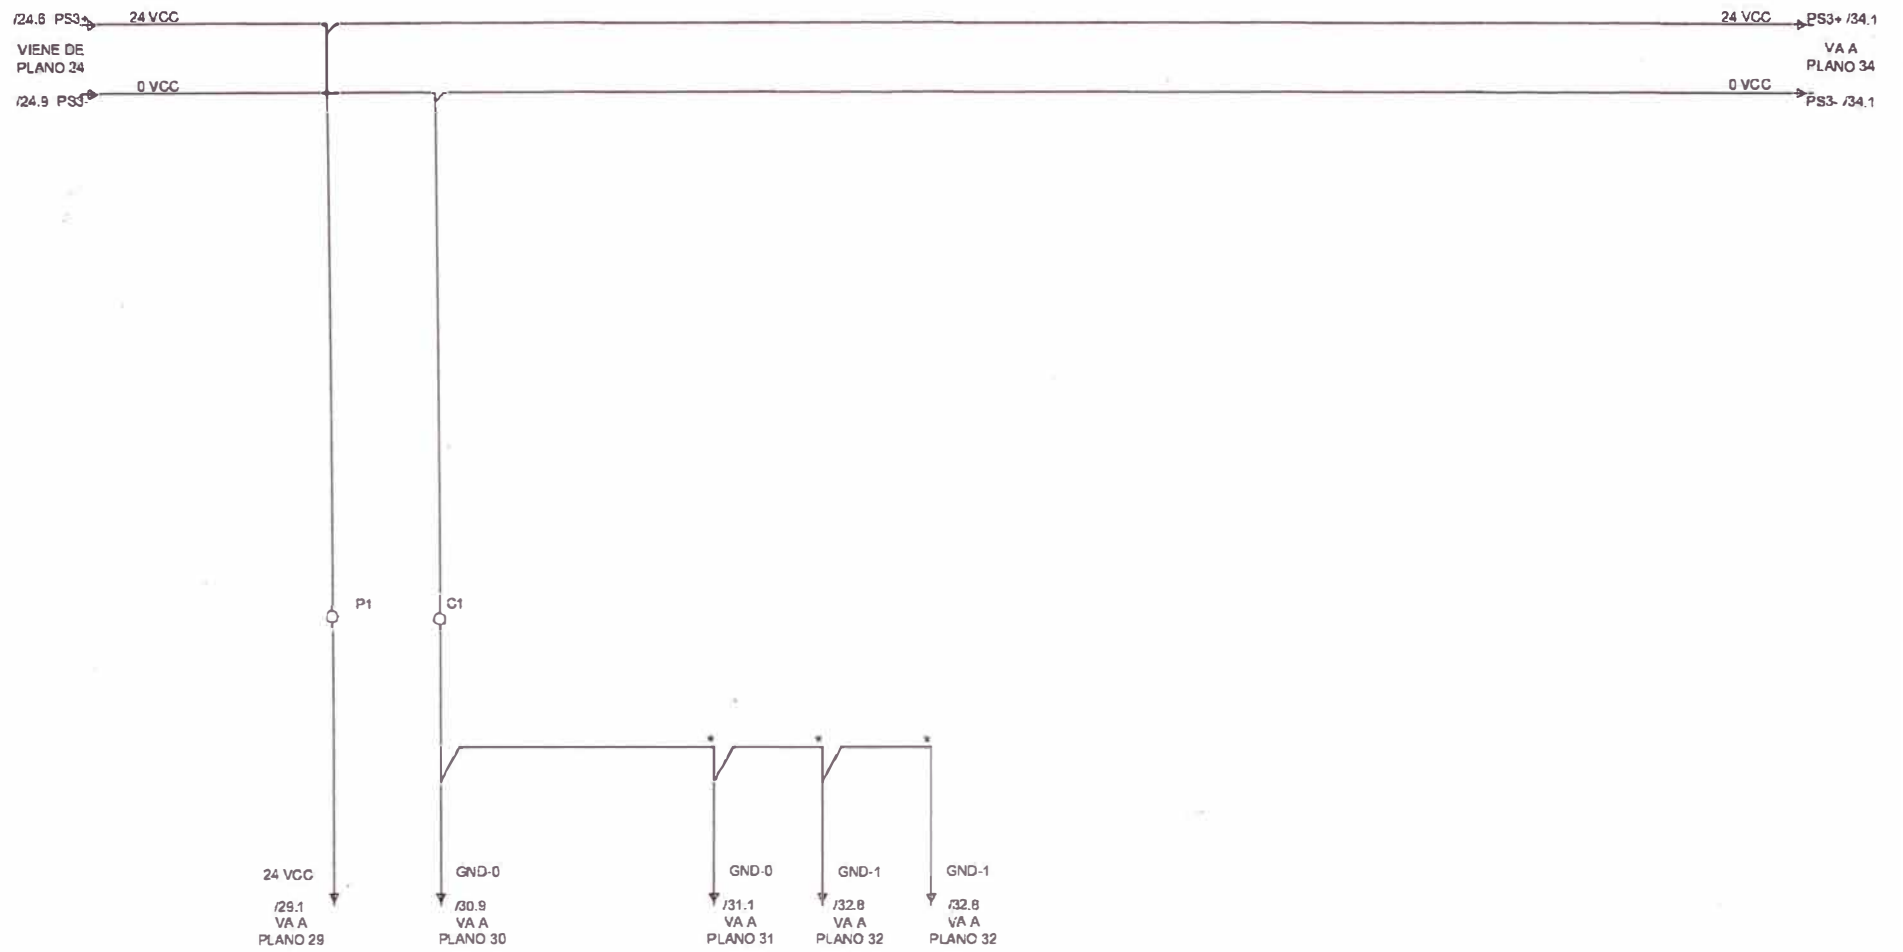 /24.6 PS3+
24 VCC
24 VCC
PS3+ /34.1
VIENE DE
PLANO 24
VA A
PLANO 34
/24.9 PS3-
0 VCC
0 VCC
PS3- /34.1
P1
C1
*
*
*
24 VCC
GND-0
GND-0
GND-1
GND-1
/29.1
VA A
PLANO 29
/30.9
VA A
PLANO 30
/31.1
VA A
PLANO 31
/32.8
VA A
PLANO 32
/32.8
VA A
PLANO 32